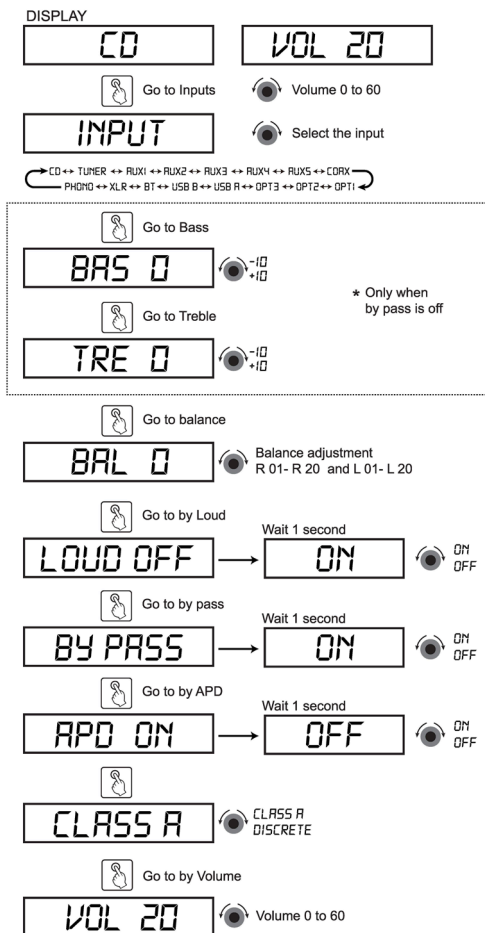 DISPLAY
CD
VOL 20
Go to Inputs
Volume 0 to 60
INPUT
Select the input
CD ↔ TUNER ↔ AUX1 ↔ AUX2 ↔ AUX3 ↔ AUX4 ↔ AUX5 ↔ COAX
PHONO ↔ XLR ↔ BT ↔ USB B ↔ USB A ↔ OPT3 ↔ OPT2 ↔ OPT1
Go to Bass
BAS 0
-10
+10
* Only when
by pass is off
Go to Treble
TRE 0
-10
+10
Go to balance
BAL 0
Balance adjustment
R 01- R 20 and L 01- L 20
Go to by Loud
LOUD OFF
Wait 1 second
ON
ON
OFF
Go to by pass
BY PASS
Wait 1 second
ON
ON
OFF
Go to by APD
APD ON
Wait 1 second
OFF
ON
OFF
CLASS A
CLASS A
DISCRETE
Go to by Volume
VOL 20
Volume 0 to 60